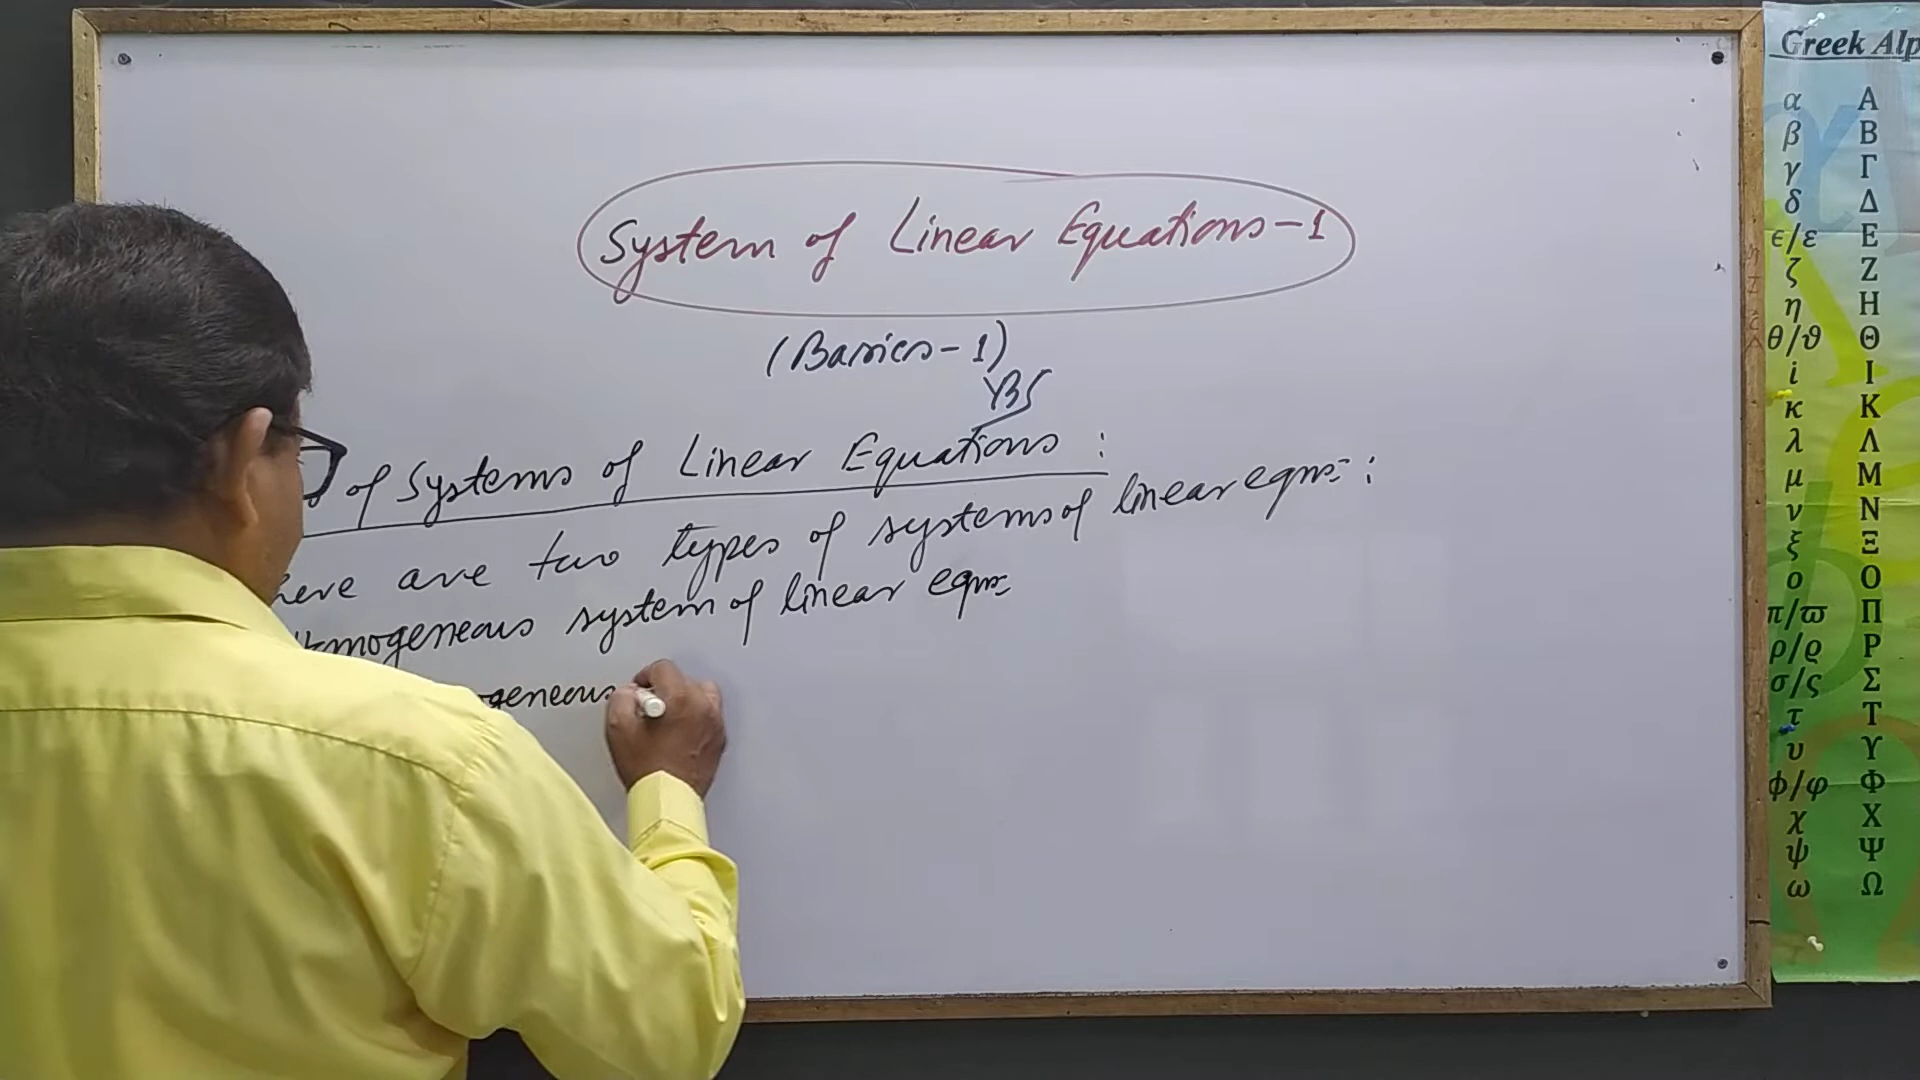 System of Linear Equations-1
(Basics-1)
YBS
of Systems of Linear Equations :
here are two types of systems of linear eqns :
Homogeneous system of linear eqns
geneous
Greek Alp
α Α
β Β
γ Γ
δ Δ
ϵ/ε Ε
ζ Ζ
η Η
θ/ϑ Θ
i Ι
κ Κ
λ Λ
μ Μ
ν Ν
ξ Ξ
ο Ο
π/ϖ Π
ρ/ϱ Ρ
σ/ς Σ
τ Τ
υ Υ
ϕ/φ Φ
χ Χ
ψ Ψ
ω Ω